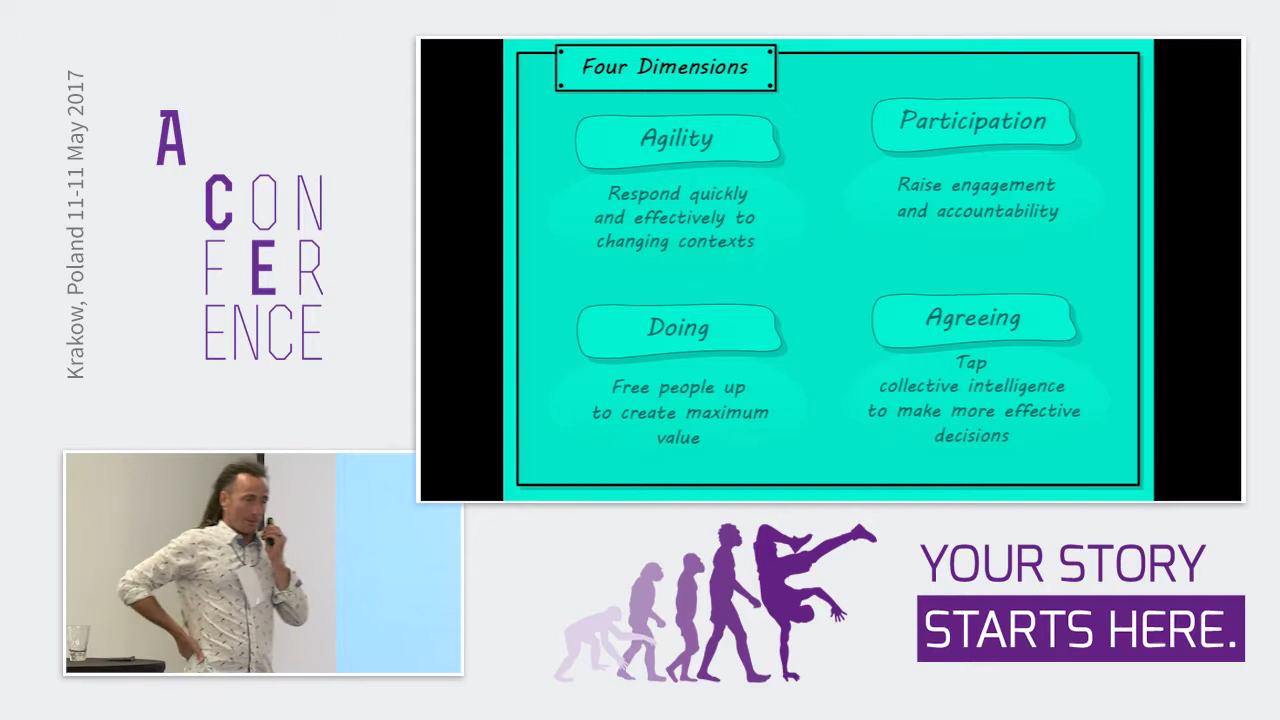 Krakow, Poland 11-11 May 2017
A
CON
FER
ENCE
Four Dimensions
Agility
Respond quickly
and effectively to
changing contexts
Participation
Raise engagement
and accountability
Doing
Free people up
to create maximum
value
Agreeing
Tap
collective intelligence
to make more effective
decisions
YOUR STORY
STARTS HERE.